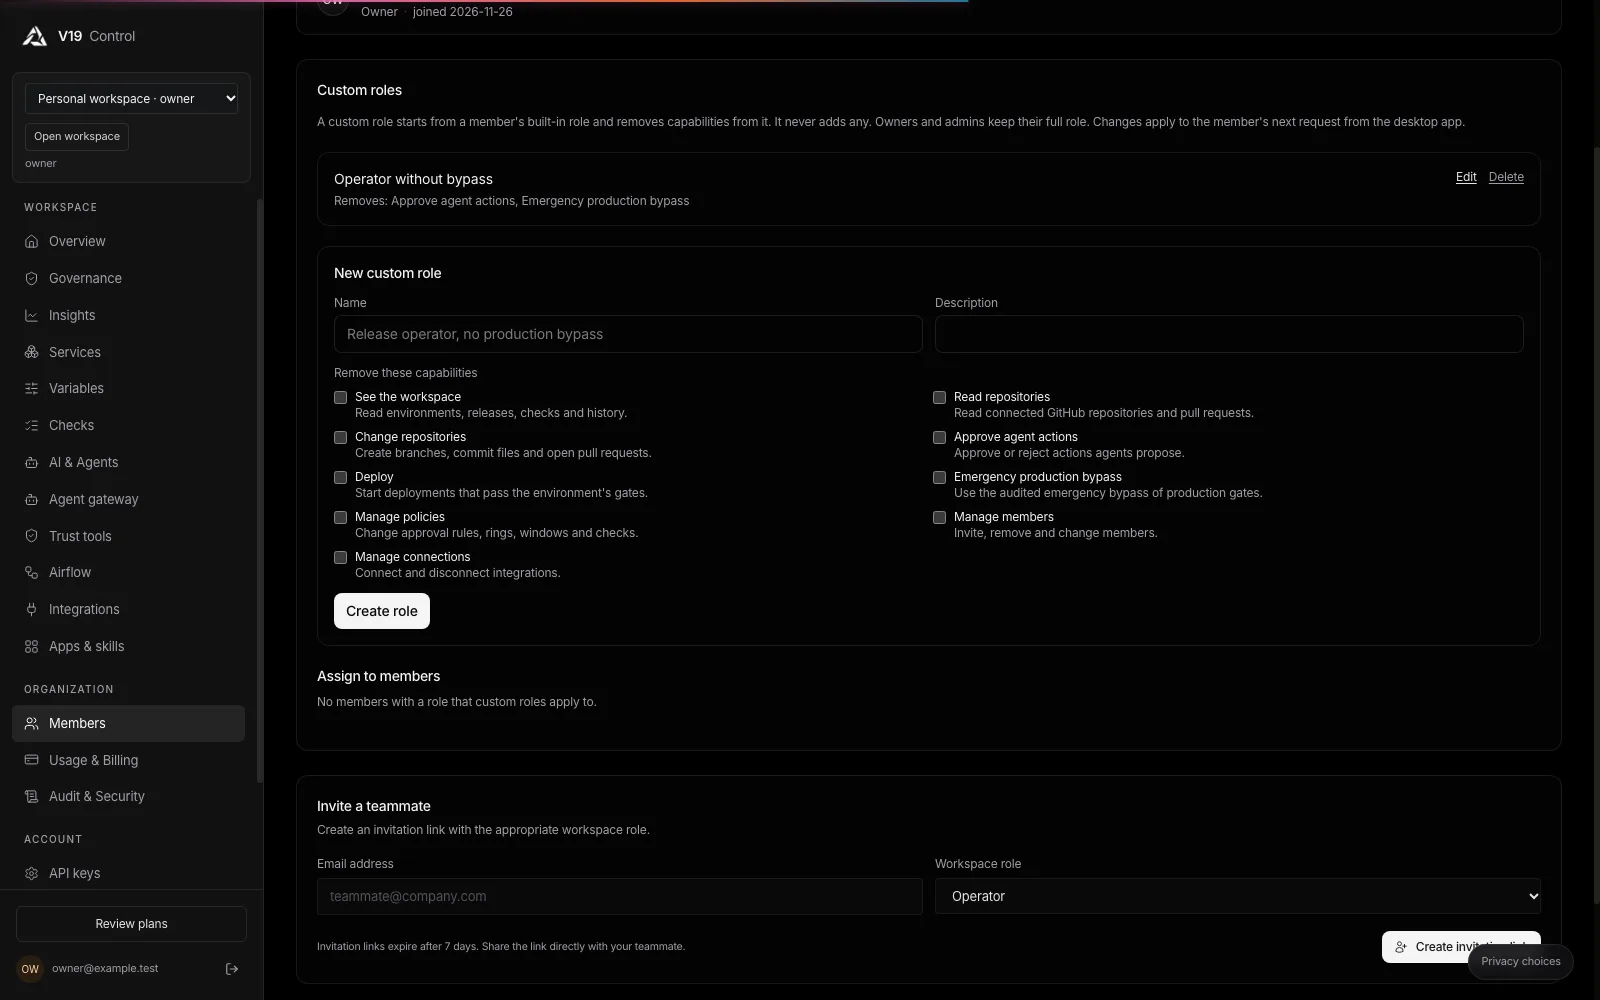 V19 Control
Personal workspace · owner
Open workspace
owner
WORKSPACE
Overview
Governance
Insights
Services
Variables
Checks
AI & Agents
Agent gateway
Trust tools
Airflow
Integrations
Apps & skills
ORGANIZATION
Members
Usage & Billing
Audit & Security
ACCOUNT
API keys
Review plans
OW owner@example.test
Owner · joined 2026-11-26
Custom roles
A custom role starts from a member's built-in role and removes capabilities from it. It never adds any. Owners and admins keep their full role. Changes apply to the member's next request from the desktop app.
Operator without bypass
Edit Delete
Removes: Approve agent actions, Emergency production bypass
New custom role
Name
Description
Release operator, no production bypass
Remove these capabilities
See the workspace
Read environments, releases, checks and history.
Read repositories
Read connected GitHub repositories and pull requests.
Change repositories
Create branches, commit files and open pull requests.
Approve agent actions
Approve or reject actions agents propose.
Deploy
Start deployments that pass the environment's gates.
Emergency production bypass
Use the audited emergency bypass of production gates.
Manage policies
Change approval rules, rings, windows and checks.
Manage members
Invite, remove and change members.
Manage connections
Connect and disconnect integrations.
Create role
Assign to members
No members with a role that custom roles apply to.
Invite a teammate
Create an invitation link with the appropriate workspace role.
Email address
Workspace role
teammate@company.com
Operator
Invitation links expire after 7 days. Share the link directly with your teammate.
Create
Privacy choices